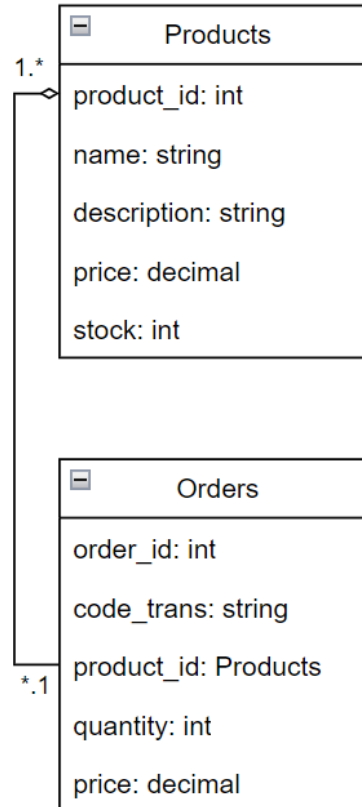 Products
1.*
product_id: int
name: string
description: string
price: decimal
stock: int
Orders
order_id: int
code_trans: string
product_id: Products
*.1
quantity: int
price: decimal